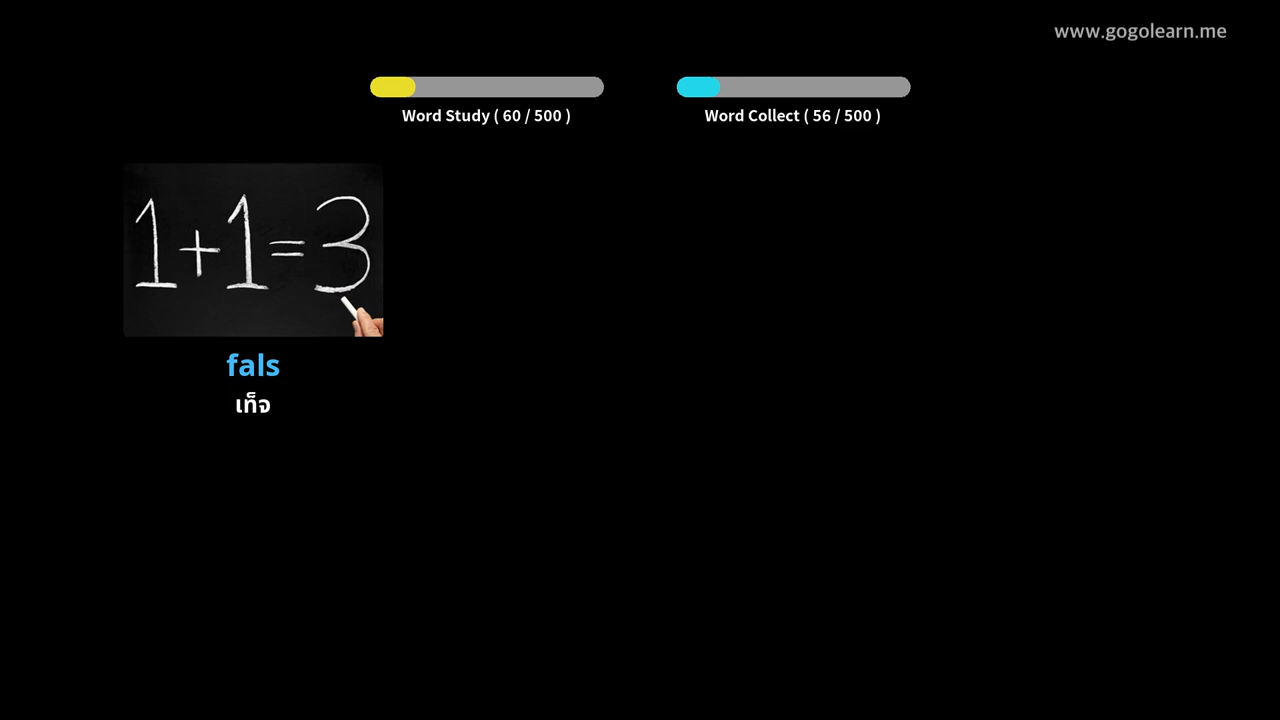 www.gogolearn.me
Word Study ( 60 / 500 )
Word Collect ( 56 / 500 )
1+1=3
fals
เท็จ